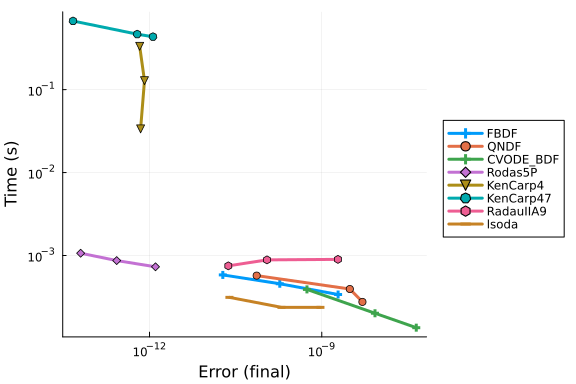 Time (s)
10⁻¹
10⁻²
10⁻³
10⁻¹²
10⁻⁹
Error (final)
FBDF
QNDF
CVODE_BDF
Rodas5P
KenCarp4
KenCarp47
RadauIIA9
lsoda